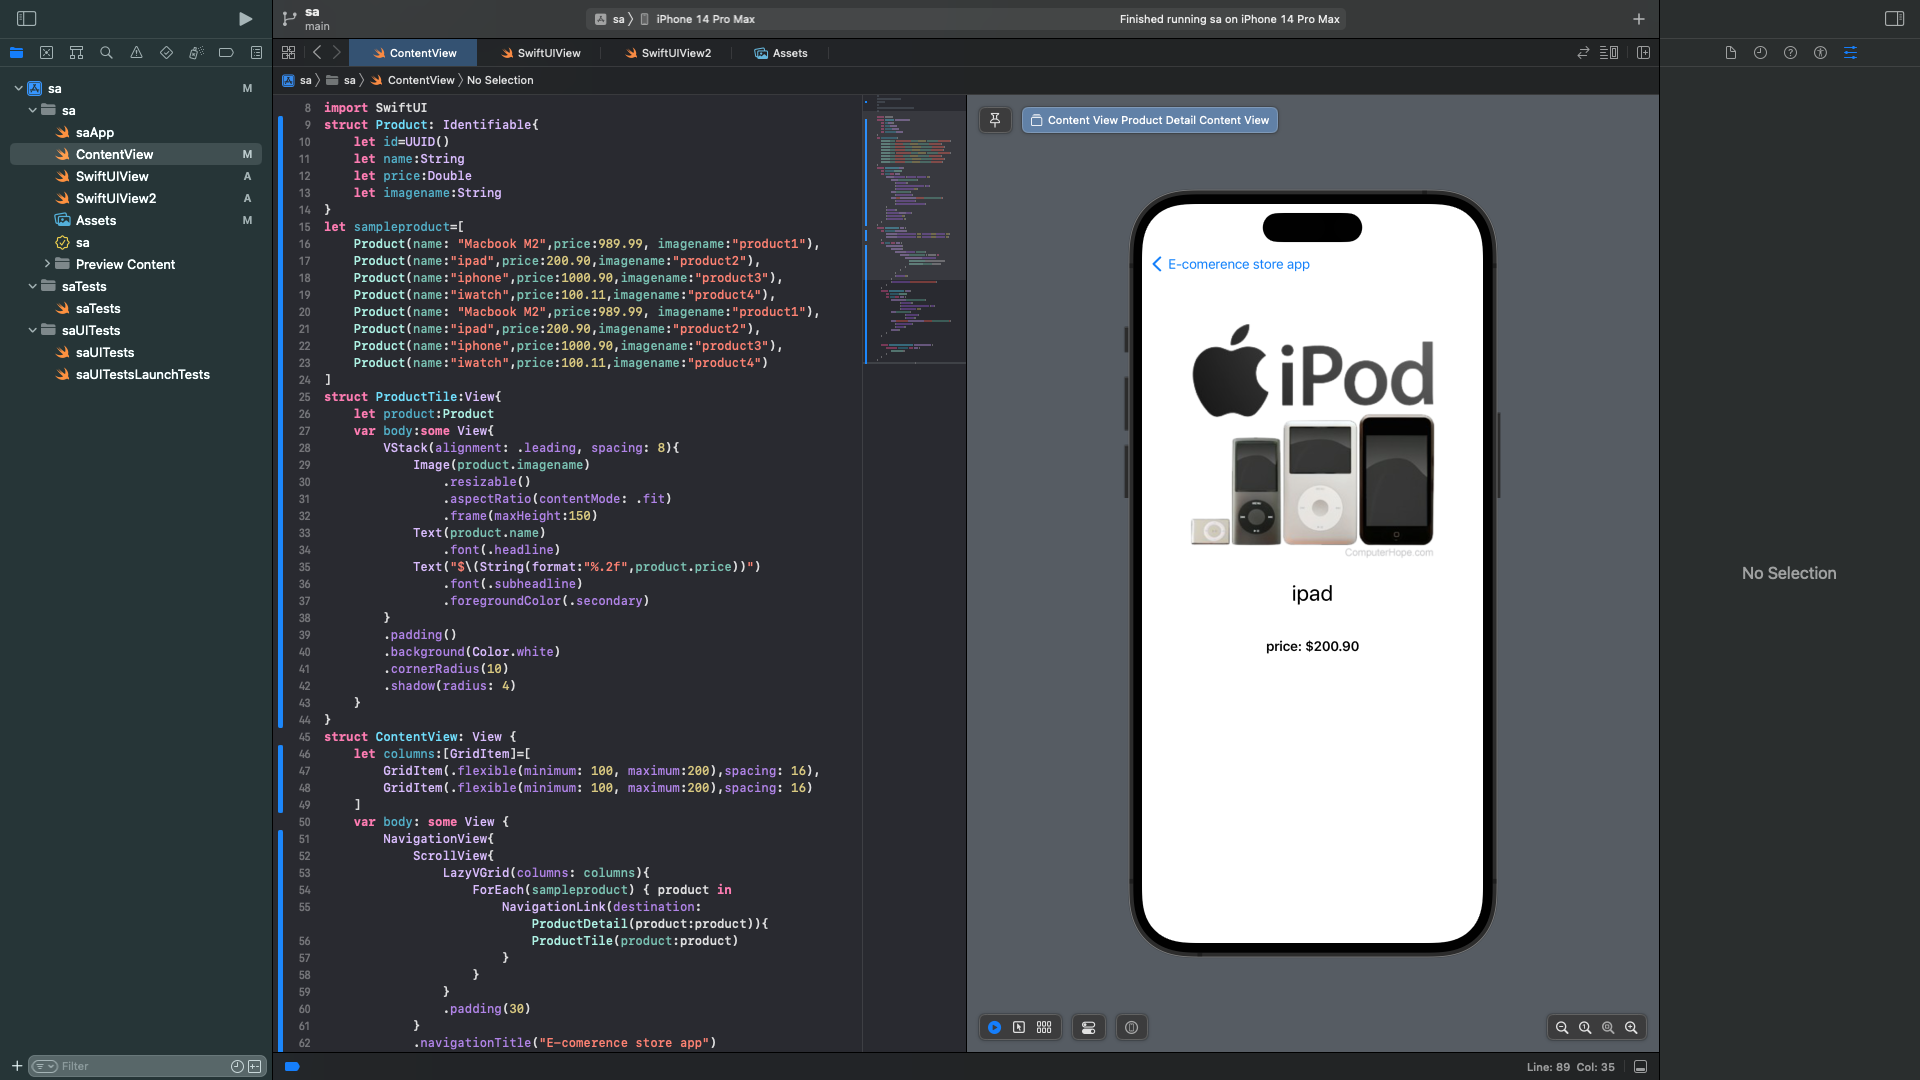 sa
main
sa
iPhone 14 Pro Max
Finished running sa on iPhone 14 Pro Max
ContentView
SwiftUIView
SwiftUIView2
Assets
sa
sa
ContentView
No Selection
sa M
sa
saApp
ContentView M
SwiftUIView A
SwiftUIView2 A
Assets M
sa
Preview Content
saTests
saTests
saUITests
saUITests
saUITestsLaunchTests
Filter
8 import SwiftUI
9 struct Product: Identifiable{
10 let id=UUID()
11 let name:String
12 let price:Double
13 let imagename:String
14 }
15 let sampleproduct=[
16 Product(name: "Macbook M2",price:989.99, imagename:"product1"),
17 Product(name:"ipad",price:200.90,imagename:"product2"),
18 Product(name:"iphone",price:1000.90,imagename:"product3"),
19 Product(name:"iwatch",price:100.11,imagename:"product4"),
20 Product(name: "Macbook M2",price:989.99, imagename:"product1"),
21 Product(name:"ipad",price:200.90,imagename:"product2"),
22 Product(name:"iphone",price:1000.90,imagename:"product3"),
23 Product(name:"iwatch",price:100.11,imagename:"product4")
24 ]
25 struct ProductTile:View{
26 let product:Product
27 var body:some View{
28 VStack(alignment: .leading, spacing: 8){
29 Image(product.imagename)
30 .resizable()
31 .aspectRatio(contentMode: .fit)
32 .frame(maxHeight:150)
33 Text(product.name)
34 .font(.headline)
35 Text("$\(String(format:"%.2f",product.price))")
36 .font(.subheadline)
37 .foregroundColor(.secondary)
38 }
39 .padding()
40 .background(Color.white)
41 .cornerRadius(10)
42 .shadow(radius: 4)
43 }
44 }
45 struct ContentView: View {
46 let columns:[GridItem]=[
47 GridItem(.flexible(minimum: 100, maximum:200),spacing: 16),
48 GridItem(.flexible(minimum: 100, maximum:200),spacing: 16)
49 ]
50 var body: some View {
51 NavigationView{
52 ScrollView{
53 LazyVGrid(columns: columns){
54 ForEach(sampleproduct) { product in
55 NavigationLink(destination:
ProductDetail(product:product)){
56 ProductTile(product:product)
57 }
58 }
59 }
60 .padding(30)
61 }
62 .navigationTitle("E-comerence store app")
Content View Product Detail Content View
E-comerence store app
iPod
ComputerHope.com
ipad
price: $200.90
No Selection
Line: 89 Col: 35